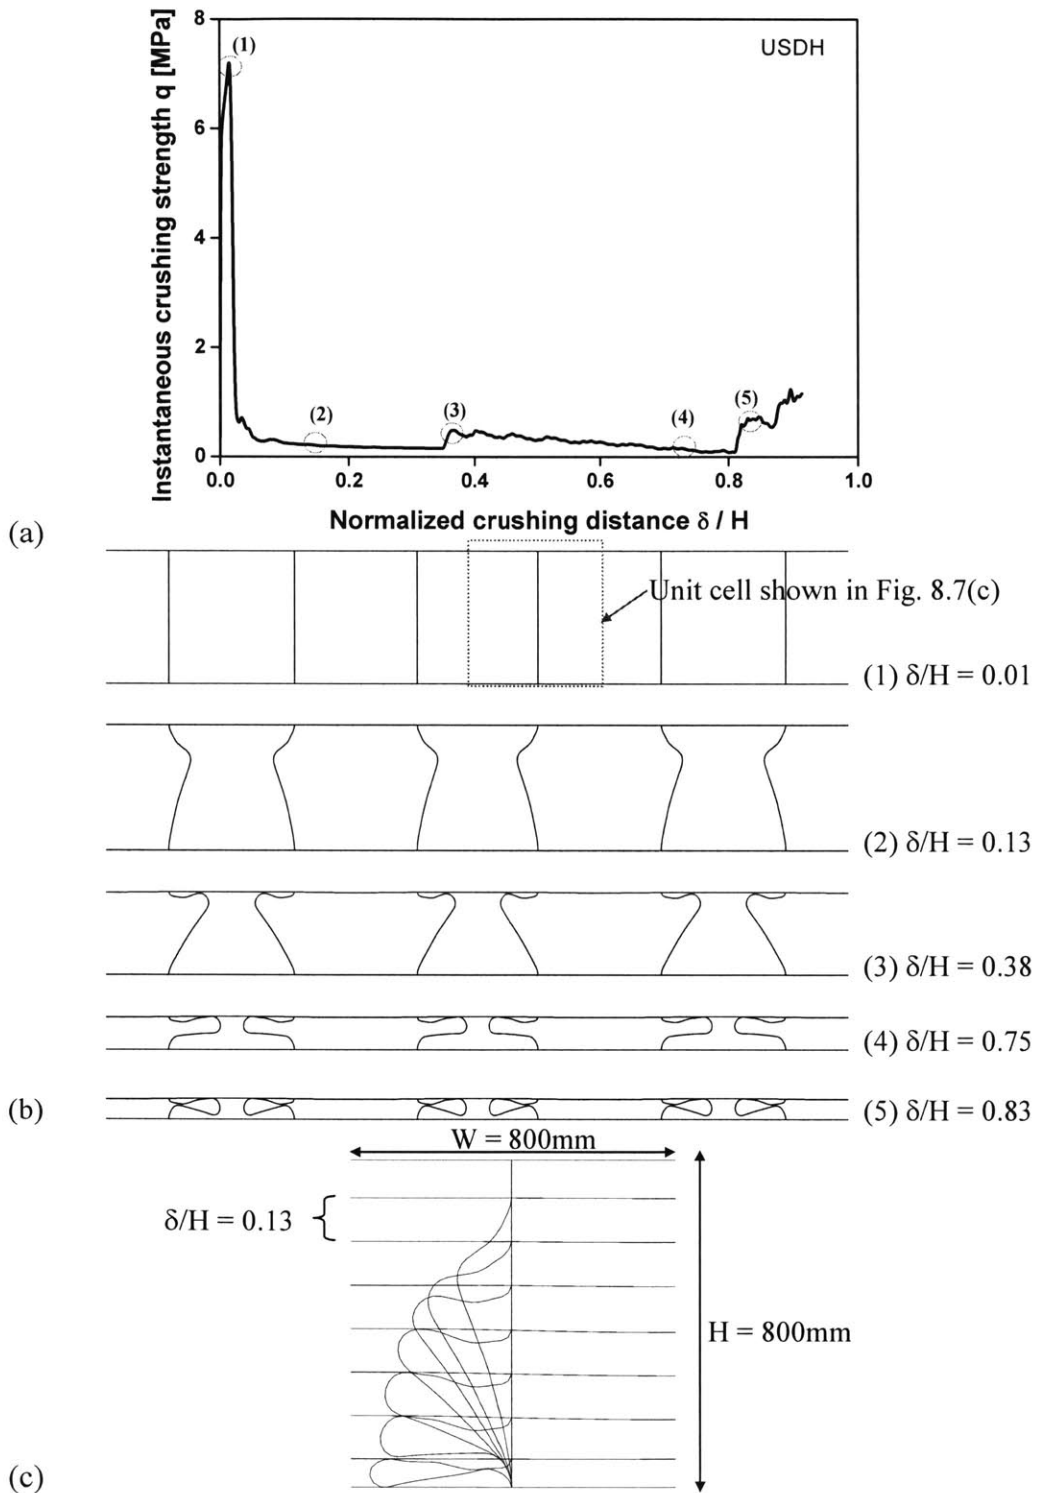 Instantaneous crushing strength q [MPa]
8
6
4
2
0
USDH
(1)
(2)
(3)
(4)
(5)
0.0 0.2 0.4 0.6 0.8 1.0
Normalized crushing distance δ / H
(a)
Unit cell shown in Fig. 8.7(c)
(1) δ/H = 0.01
(2) δ/H = 0.13
(3) δ/H = 0.38
(4) δ/H = 0.75
(b)
(5) δ/H = 0.83
W = 800mm
δ/H = 0.13
H = 800mm
(c)